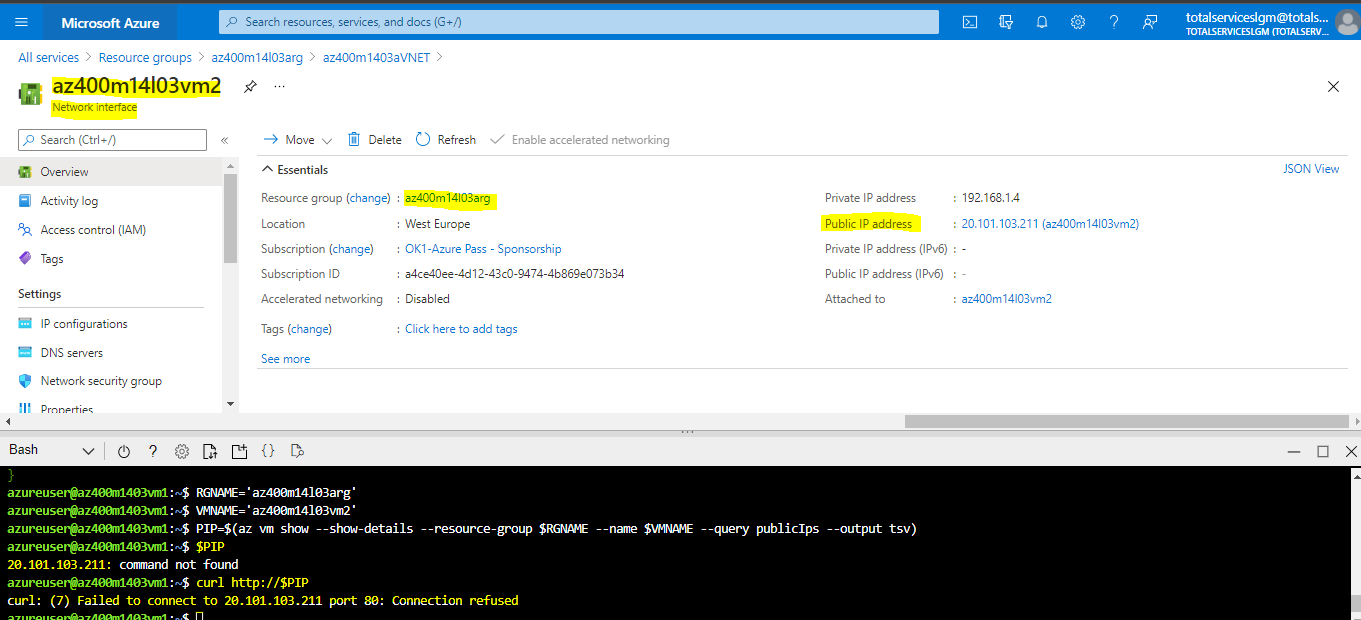 Microsoft Azure
Search resources, services, and docs (G+/)
totalserviceslgm@totals...
TOTALSERVICESLGM (TOTALSERV...
All services > Resource groups > az400m14l03arg > az400m1403aVNET >
az400m14l03vm2
Network interface
Search (Ctrl+/)
«
Move
Delete
Refresh
Enable accelerated networking
Overview
Activity log
Access control (IAM)
Tags
Settings
IP configurations
DNS servers
Network security group
Properties
Essentials
JSON View
Resource group (change) : az400m14l03arg
Location : West Europe
Subscription (change) : OK1-Azure Pass - Sponsorship
Subscription ID : a4ce40ee-4d12-43c0-9474-4b869e073b34
Accelerated networking : Disabled
Tags (change) : Click here to add tags
See more
Private IP address : 192.168.1.4
Public IP address : 20.101.103.211 (az400m14l03vm2)
Private IP address (IPv6) : -
Public IP address (IPv6) : -
Attached to : az400m14l03vm2
Bash
}
azureuser@az400m1403vm1:~$ RGNAME='az400m14l03arg'
azureuser@az400m1403vm1:~$ VMNAME='az400m14l03vm2'
azureuser@az400m1403vm1:~$ PIP=$(az vm show --show-details --resource-group $RGNAME --name $VMNAME --query publicIps --output tsv)
azureuser@az400m1403vm1:~$ $PIP
20.101.103.211: command not found
azureuser@az400m1403vm1:~$ curl http://$PIP
curl: (7) Failed to connect to 20.101.103.211 port 80: Connection refused
azureuser@az400m1403vm1:~$